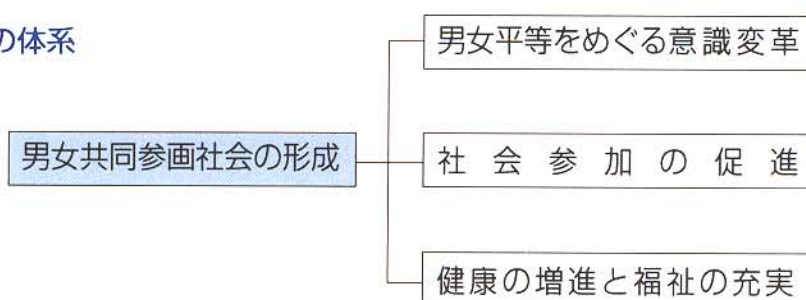 の体系
男女平等をめぐる意識変革
男女共同参画社会の形成
社会参加の促進
健康の増進と福祉の充実